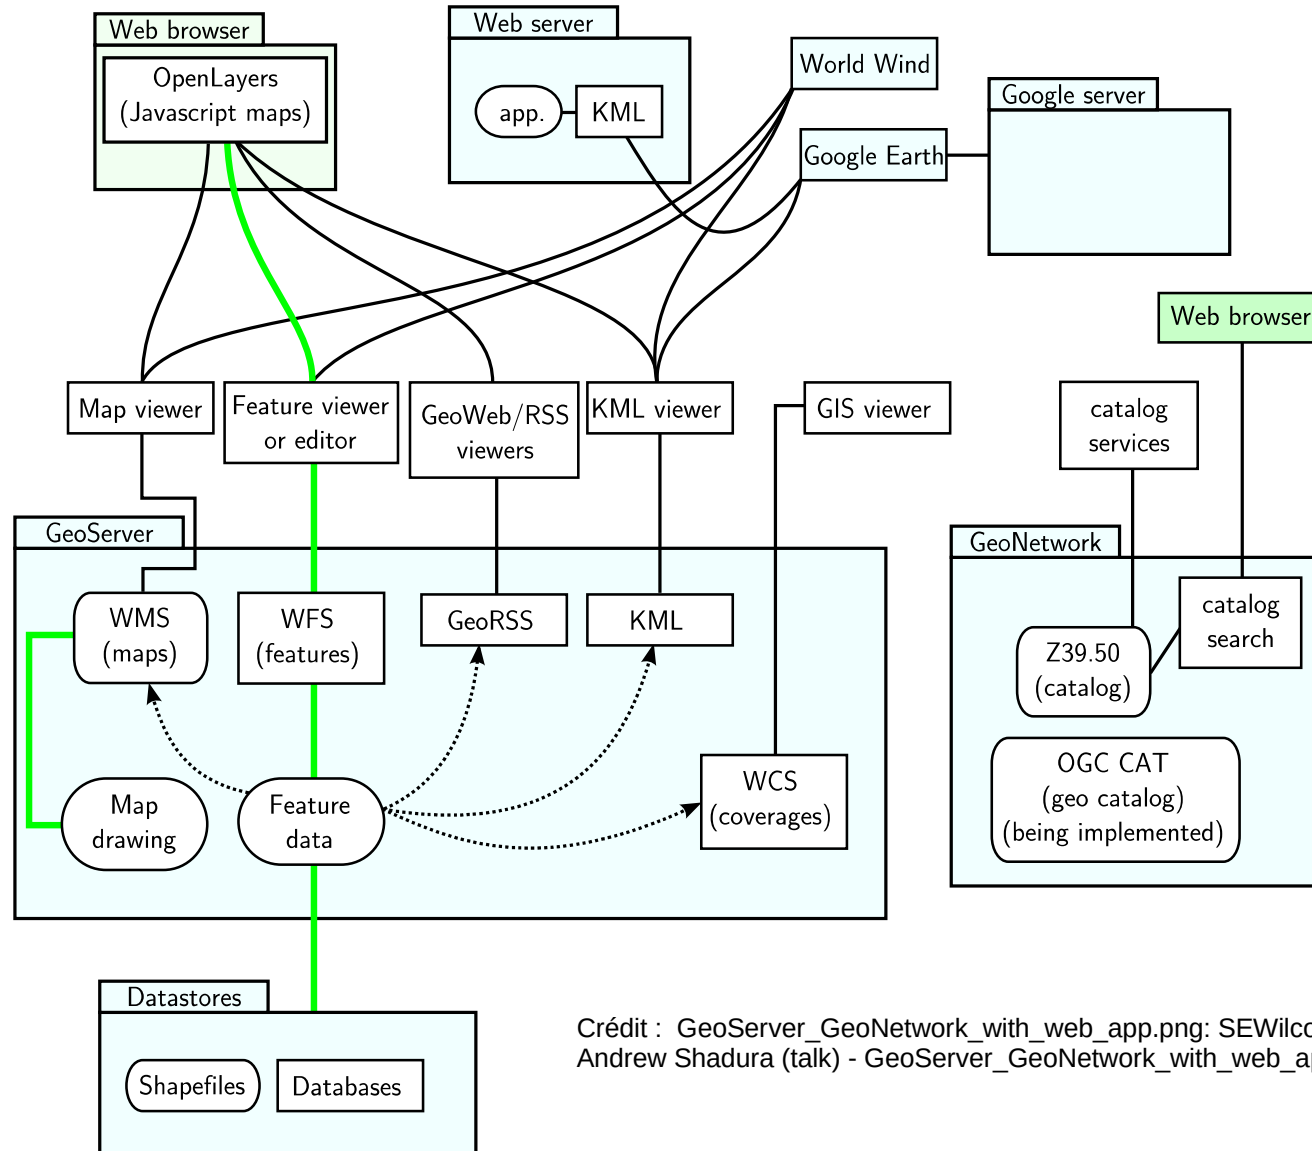 Web browser
OpenLayers
(Javascript maps)
Web server
app.
KML
World Wind
Google Earth
Google server
Web browser
Map viewer
Feature viewer
or editor
GeoWeb/RSS
viewers
KML viewer
GIS viewer
catalog
services
GeoServer
WMS
(maps)
WFS
(features)
GeoRSS
KML
Map
drawing
Feature
data
WCS
(coverages)
GeoNetwork
catalog
search
Z39.50
(catalog)
OGC CAT
(geo catalog)
(being implemented)
Datastores
Shapefiles
Databases
Crédit :  GeoServer_GeoNetwork_with_web_app.png: SEWilco
Andrew Shadura (talk) - GeoServer_GeoNetwork_with_web_ap